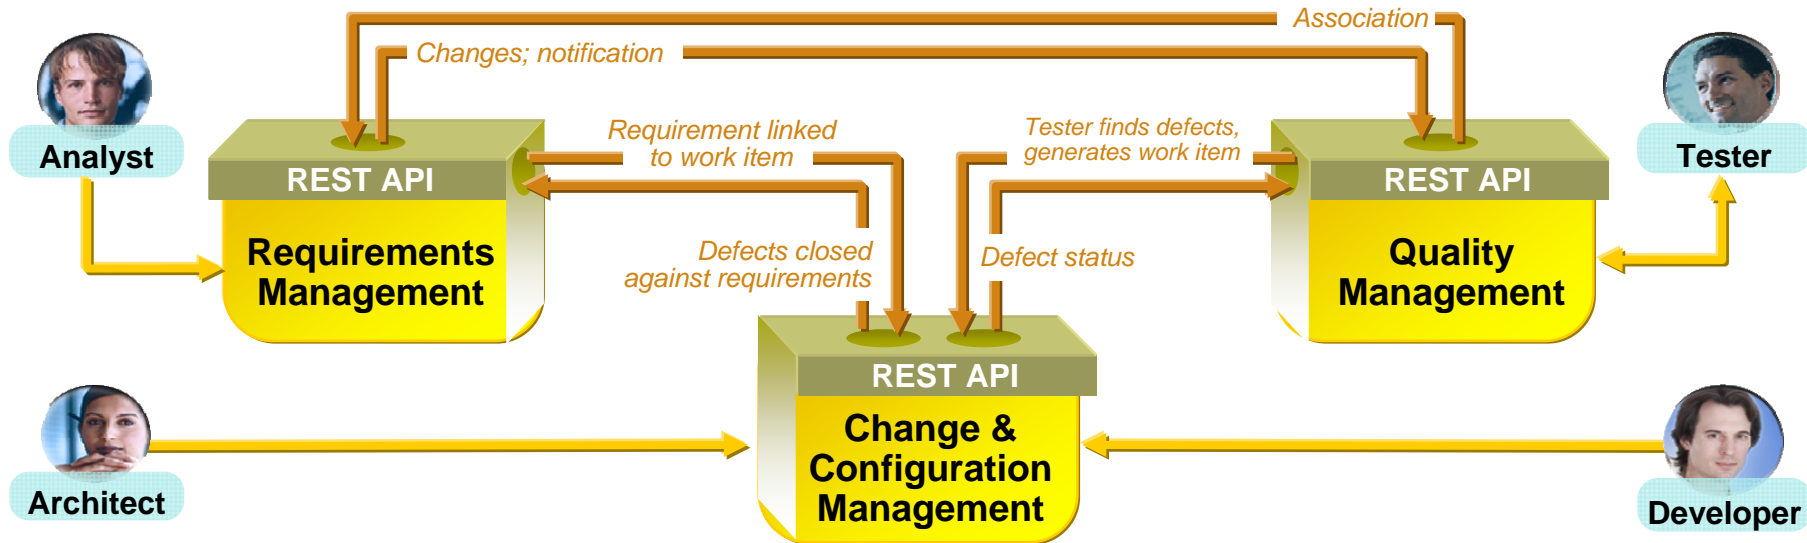 Association
Changes; notification
Analyst
Requirement linked
to work item
Tester finds defects,
generates work item
Tester
REST API
REST API
Requirements
Management
Defects closed
against requirements
Defect status
Quality
Management
REST API
Change &
Configuration
Management
Architect
Developer